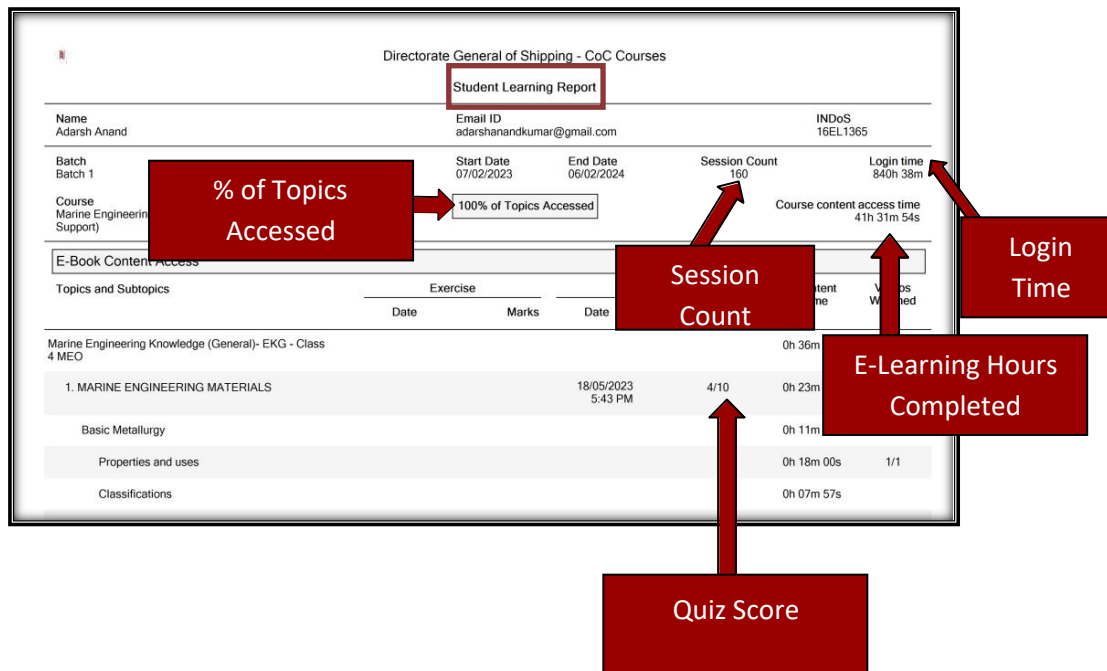 Directorate General of Shipping - CoC Courses
Student Learning Report
Name
Adarsh Anand
Email ID
adarshanandkumar@gmail.com
INDoS
16EL1365
Batch
Batch 1
Start Date
07/02/2023
End Date
06/02/2024
Session Count
160
Login time
840h 38m
Course
Marine Engineering
Support)
% of Topics
Accessed
100% of Topics Accessed
Course content access time
41h 31m 54s
Login
Time
E-Book Content Access
Session
Count
Topics and Subtopics
Exercise
Date Marks Date
E-Learning Hours
Completed
Marine Engineering Knowledge (General)- EKG - Class
4 MEO
0h 36m
1. MARINE ENGINEERING MATERIALS
18/05/2023
5:43 PM
4/10
0h 23m
Basic Metallurgy
0h 11m
Properties and uses 0h 18m 00s 1/1
Classifications 0h 07m 57s
Quiz Score